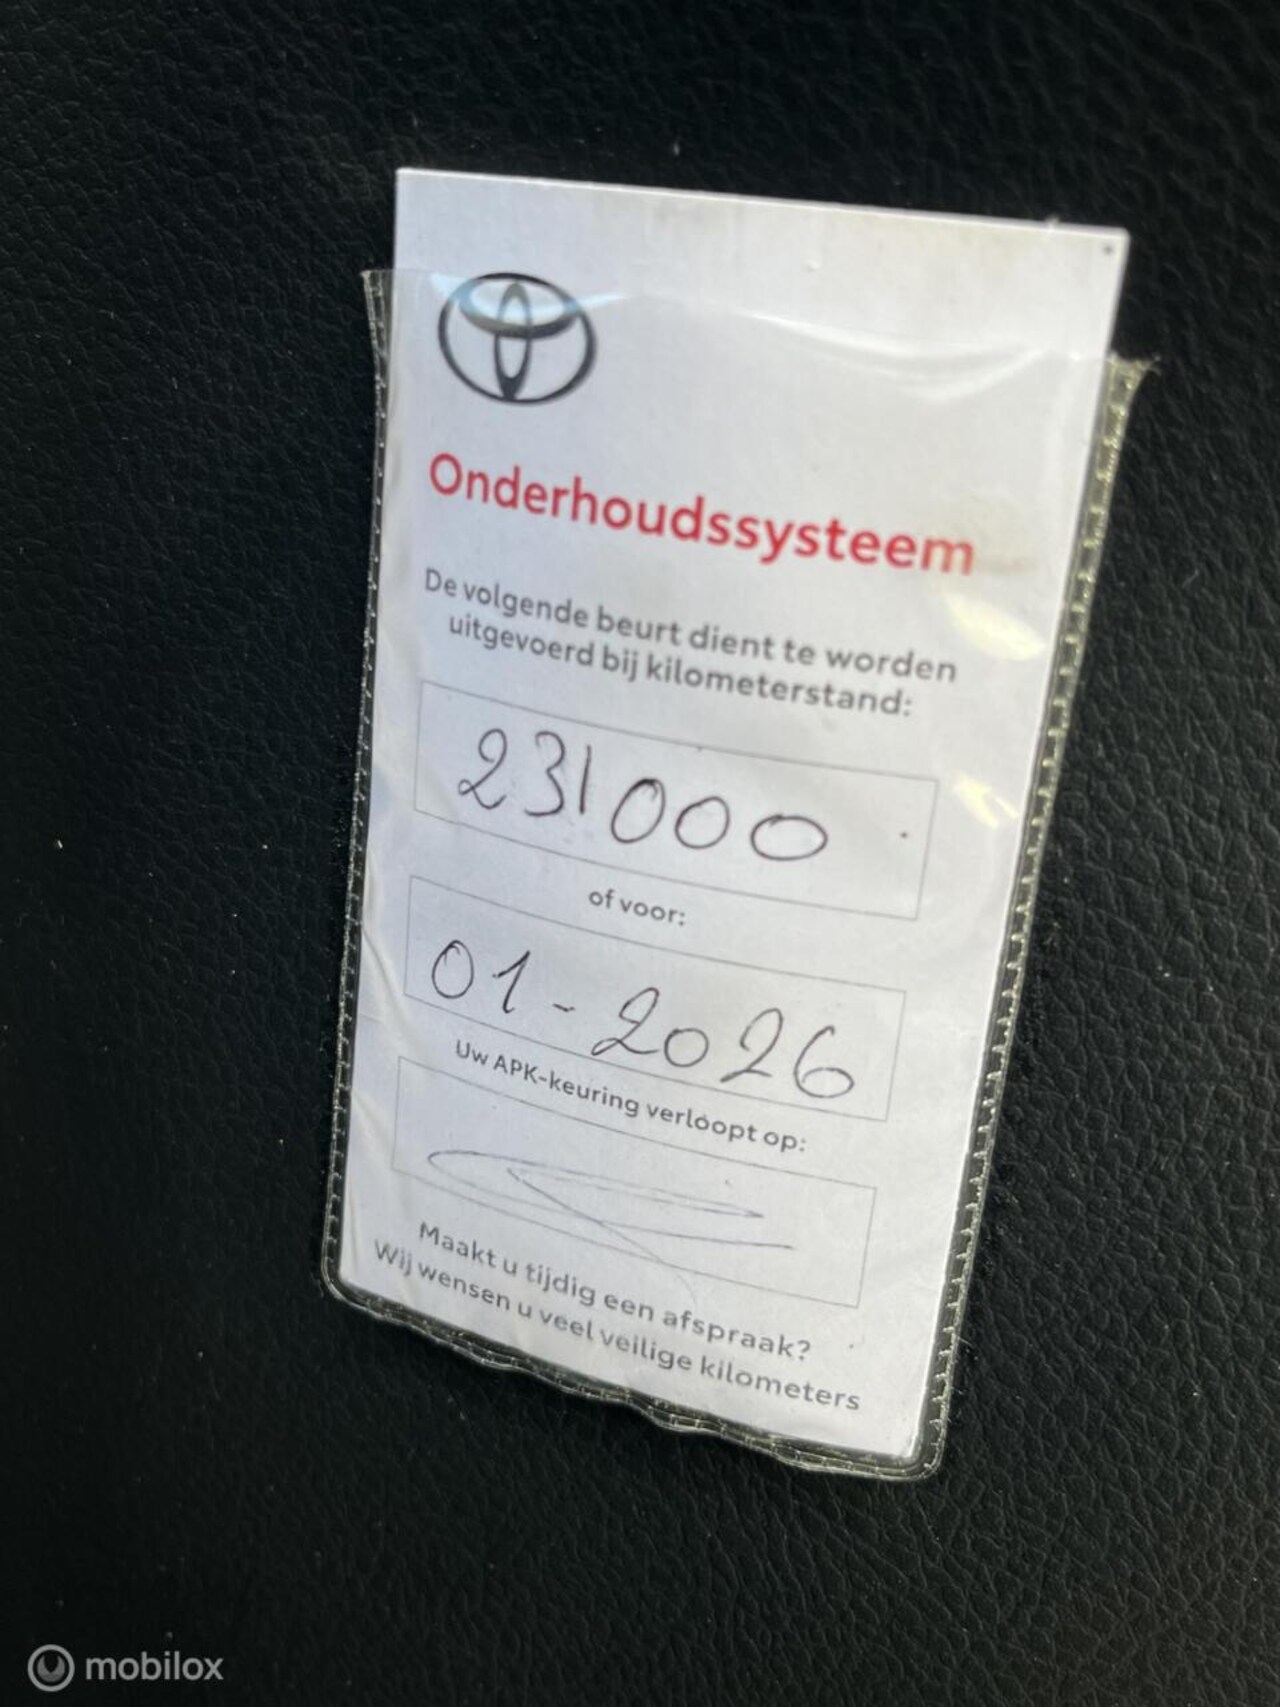 Onderhoudssysteem
De volgende beurt dient te worden
uitgevoerd bij kilometerstand:
231000
of voor:
01-2026
Uw APK-keuring verloopt op:
Maakt u tijdig een afspraak?
Wij wensen u veel veilige kilometers
mobilox